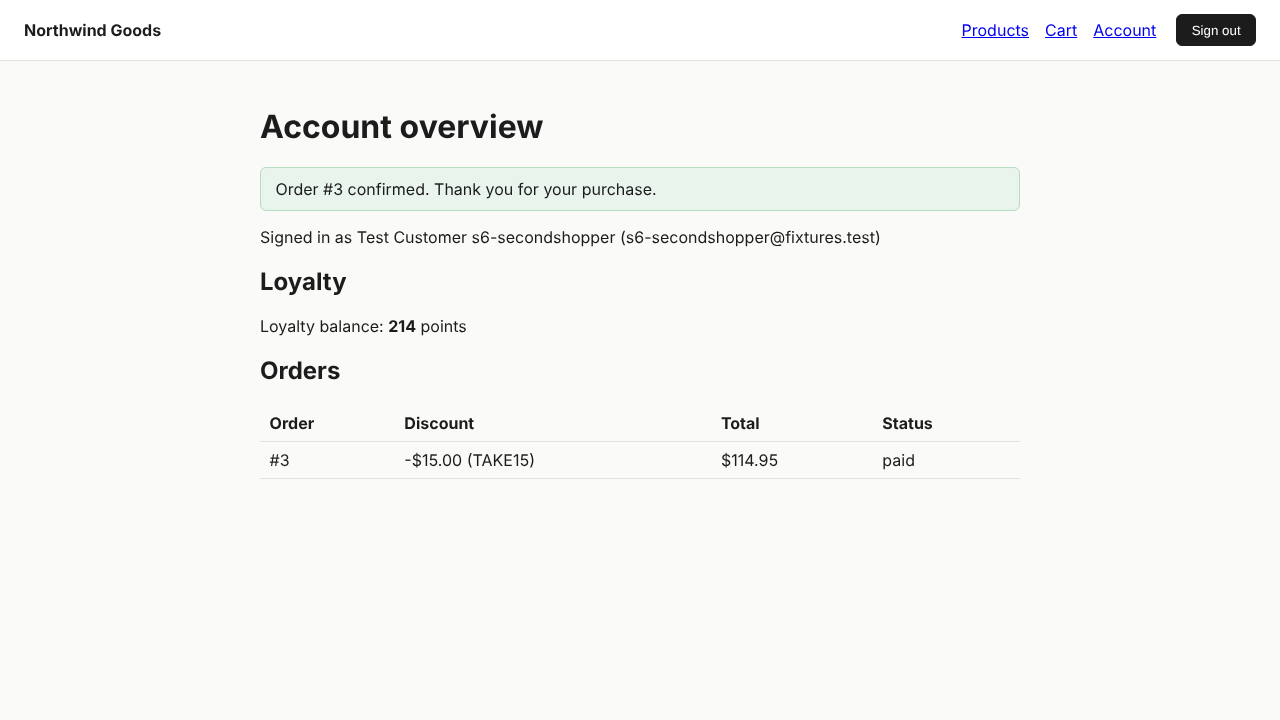 Northwind Goods
Products Cart Account Sign out
Account overview
Order #3 confirmed. Thank you for your purchase.
Signed in as Test Customer s6-secondshopper (s6-secondshopper@fixtures.test)
Loyalty
Loyalty balance: 214 points
Orders
Order Discount Total Status
#3 -$15.00 (TAKE15) $114.95 paid